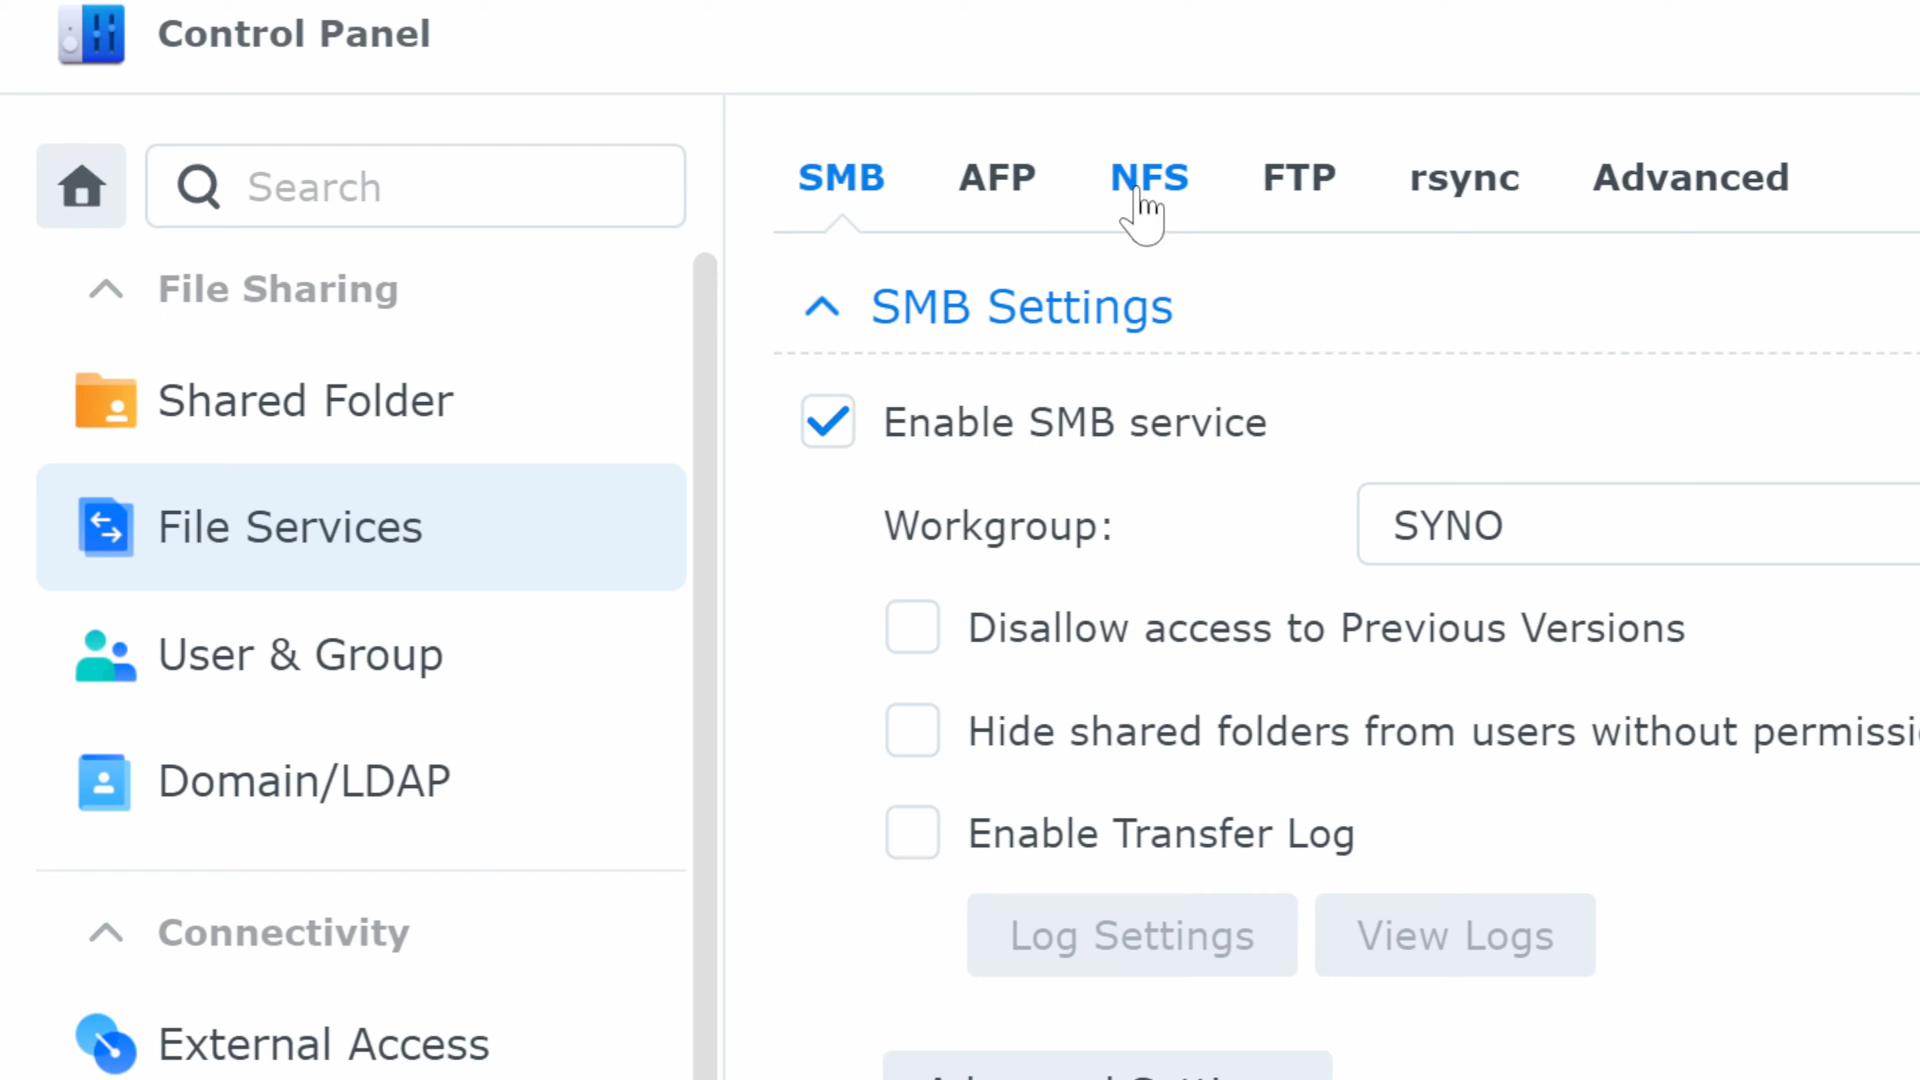 Control Panel
Search
File Sharing
Shared Folder
File Services
User & Group
Domain/LDAP
Connectivity
External Access
SMB AFP NFS FTP rsync Advanced
SMB Settings
Enable SMB service
Workgroup: SYNO
Disallow access to Previous Versions
Hide shared folders from users without
Enable Transfer Log
Log Settings View Logs